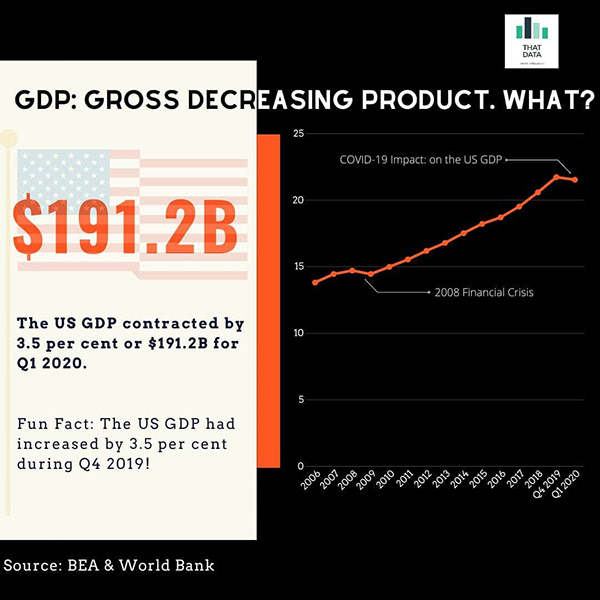 THAT
DATA
GDP: GROSS DECREASING PRODUCT. WHAT?
$191.2B
The US GDP contracted by
3.5 per cent or $191.2B for
Q1 2020.
Fun Fact: The US GDP had
increased by 3.5 per cent
during Q4 2019!
25
COVID-19 Impact: on the US GDP
20
15
2008 Financial Crisis
10
5
0
2006
2007
2008
2009
2010
2011
2012
2013
2014
2015
2016
2017
2018
Q4 2019
Q1 2020
Source: BEA & World Bank